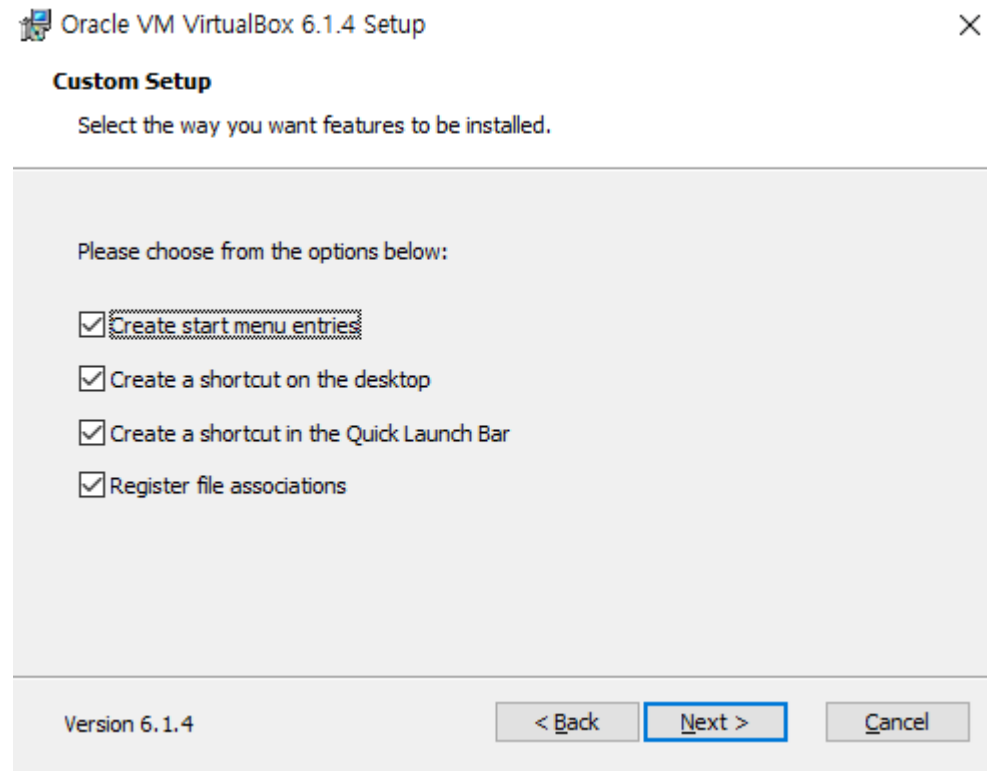 Oracle VM VirtualBox 6.1.4 Setup
Custom Setup
Select the way you want features to be installed.
Please choose from the options below:
Create start menu entries
Create a shortcut on the desktop
Create a shortcut in the Quick Launch Bar
Register file associations
Version 6.1.4
< Back
Next >
Cancel